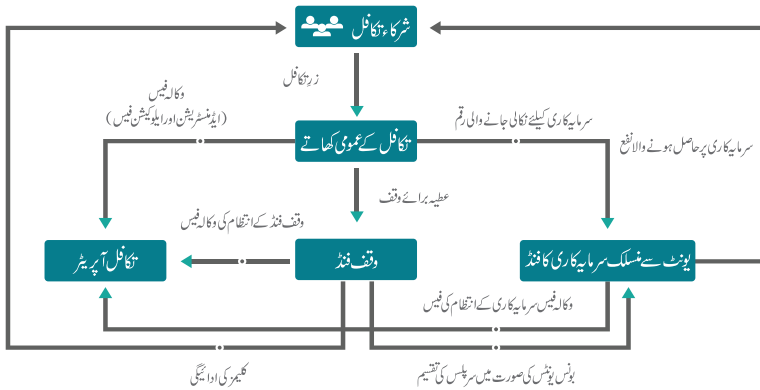 شرکاء تکافل
زرِ تکافل
وکالہ فیس
(ایڈمنسٹریشن اور ایلوکیشن فیس)
سرمایہ کاری کیلئے نکالی جانے والی رقم
تکافل کے عمومی کھاتے
سرمایہ کاری پر حاصل ہونے والا نفع
عطیہ برائے وقف
وقف فنڈ کے انتظام کی وکالہ فیس
یونٹ سے منسلک سرمایہ کاری کا فنڈ
وقف فنڈ
تکافل آپریٹر
وکالہ فیس سرمایہ کاری کے انتظام کی فیس
بونس یونٹس کی صورت میں سرپلس کی تقسیم
کلیمز کی ادائیگی